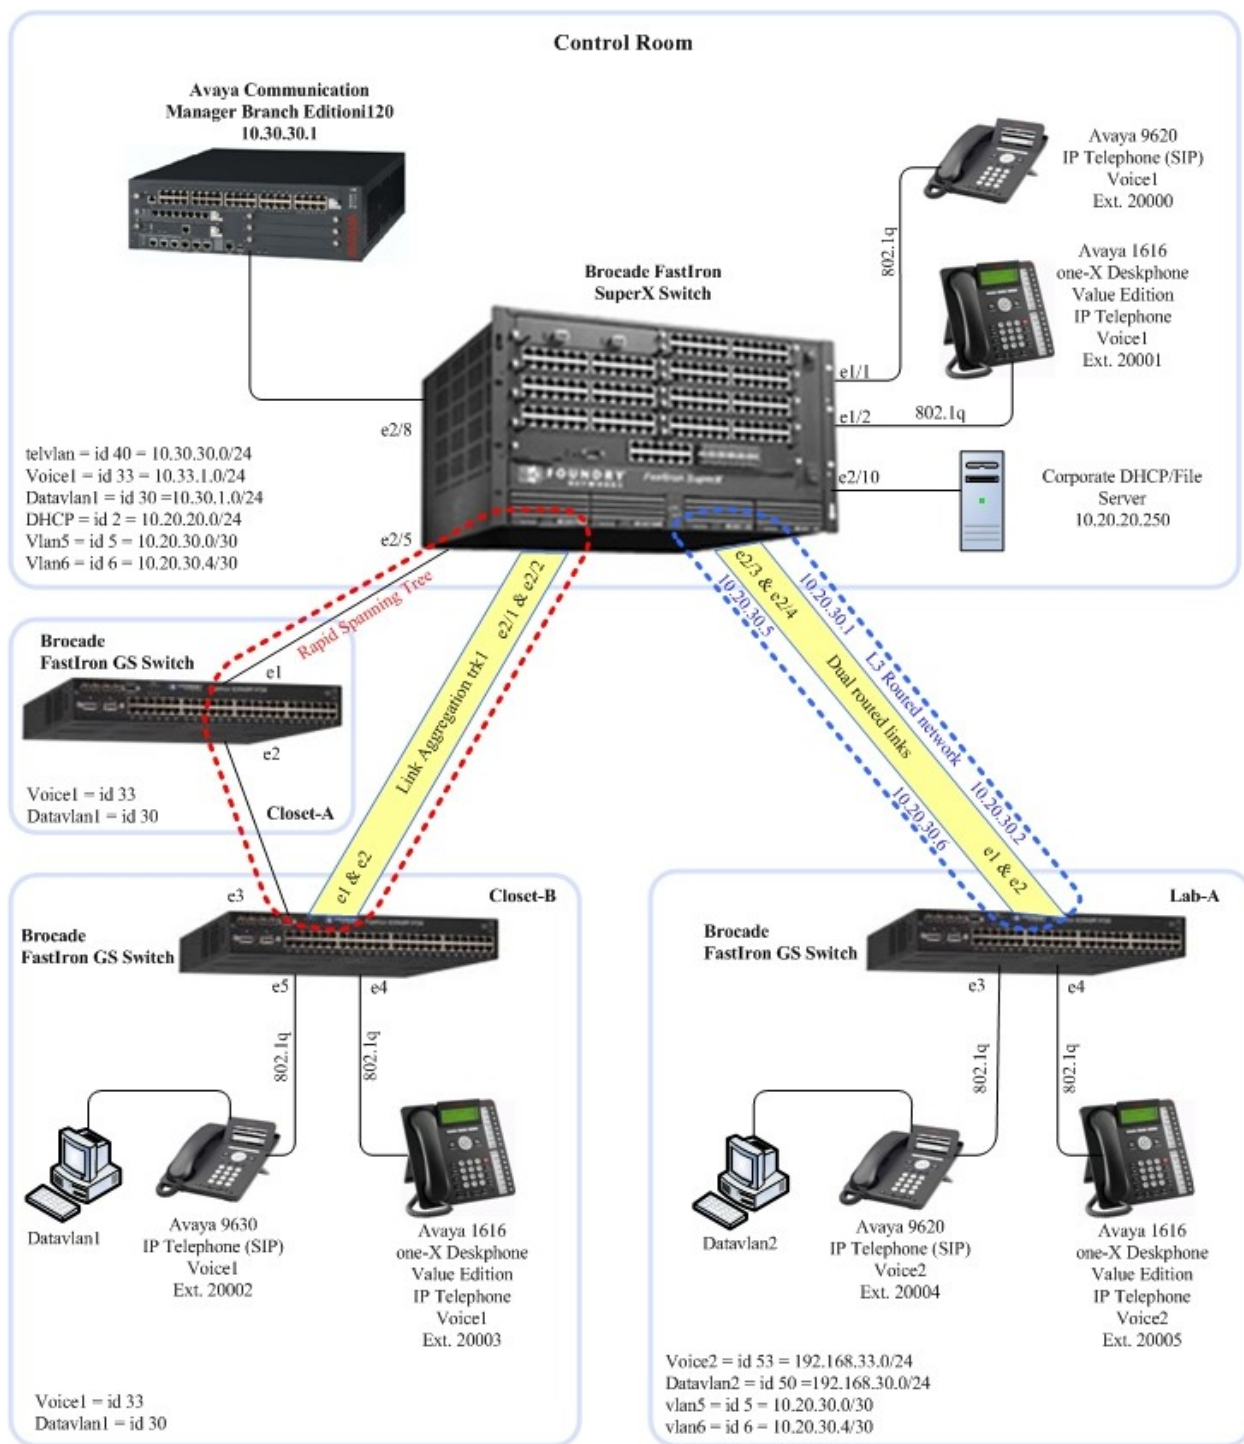 Control Room
Avaya Communication
Manager Branch Editioni120
10.30.30.1
Avaya 9620
IP Telephone (SIP)
Voice1
Ext. 20000
802.1q
Avaya 1616
one-X Deskphone
Value Edition
IP Telephone
Voice1
Ext. 20001
Brocade FastIron
SuperX Switch
e1/1
e1/2
802.1q
e2/8
e2/10
FOUNDRY
NETWORKS
FastIron SuperX
Corporate DHCP/File
Server
10.20.20.250
telvlan = id 40 = 10.30.30.0/24
Voice1 = id 33 = 10.33.1.0/24
Datavlan1 = id 30 =10.30.1.0/24
DHCP = id 2 = 10.20.20.0/24
Vlan5 = id 5 = 10.20.30.0/30
Vlan6 = id 6 = 10.20.30.4/30
e2/5
Rapid Spanning Tree
e2/1 & e2/2
Link Aggregation trk1
e1 & e2
e2/3 & e2/4
10.20.30.5
10.20.30.1
Dual routed links
L3 Routed network
10.20.30.6
10.20.30.2
e1 & e2
Brocade
FastIron GS Switch
e1
e2
Voice1 = id 33
Datavlan1 = id 30
Closet-A
e3
Closet-B
Brocade
FastIron GS Switch
e5
e4
802.1q
802.1q
Datavlan1
Avaya 9630
IP Telephone (SIP)
Voice1
Ext. 20002
Avaya 1616
one-X Deskphone
Value Edition
IP Telephone
Voice1
Ext. 20003
Voice1 = id 33
Datavlan1 = id 30
Lab-A
Brocade
FastIron GS Switch
e3
e4
802.1q
802.1q
Datavlan2
Avaya 9620
IP Telephone (SIP)
Voice2
Ext. 20004
Avaya 1616
one-X Deskphone
Value Edition
IP Telephone
Voice2
Ext. 20005
Voice2 = id 53 = 192.168.33.0/24
Datavlan2 = id 50 =192.168.30.0/24
vlan5 = id 5 = 10.20.30.0/30
vlan6 = id 6 = 10.20.30.4/30